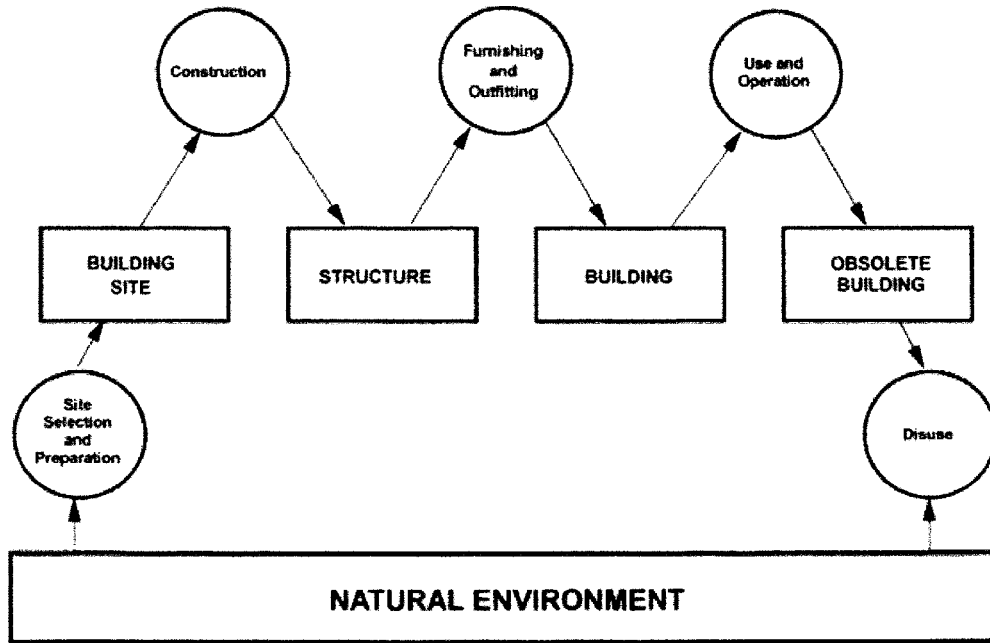 Construction
Furnishing
and
Outfitting
Use and
Operation
BUILDING
SITE
STRUCTURE
BUILDING
OBSOLETE
BUILDING
Site
Selection
and
Preparation
Disuse
NATURAL ENVIRONMENT